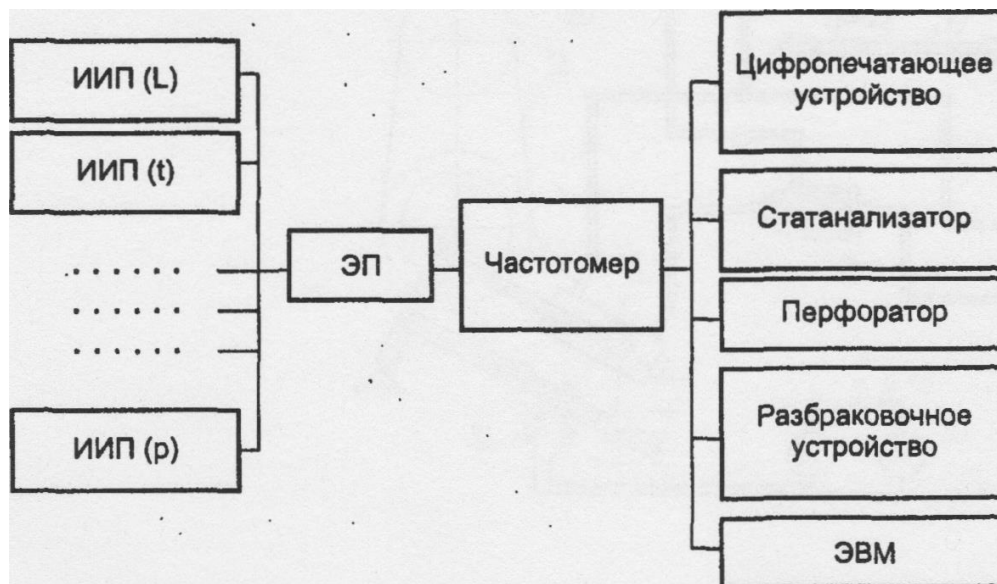 ИИП (L)
ИИП (t)
. . . . . .
. . . . . .
. . . . . .
ИИП (p)
ЭП
Частотомер
Цифропечатающее
устройство
Статанализатор
Перфоратор
Разбраковочное
устройство
ЭВМ